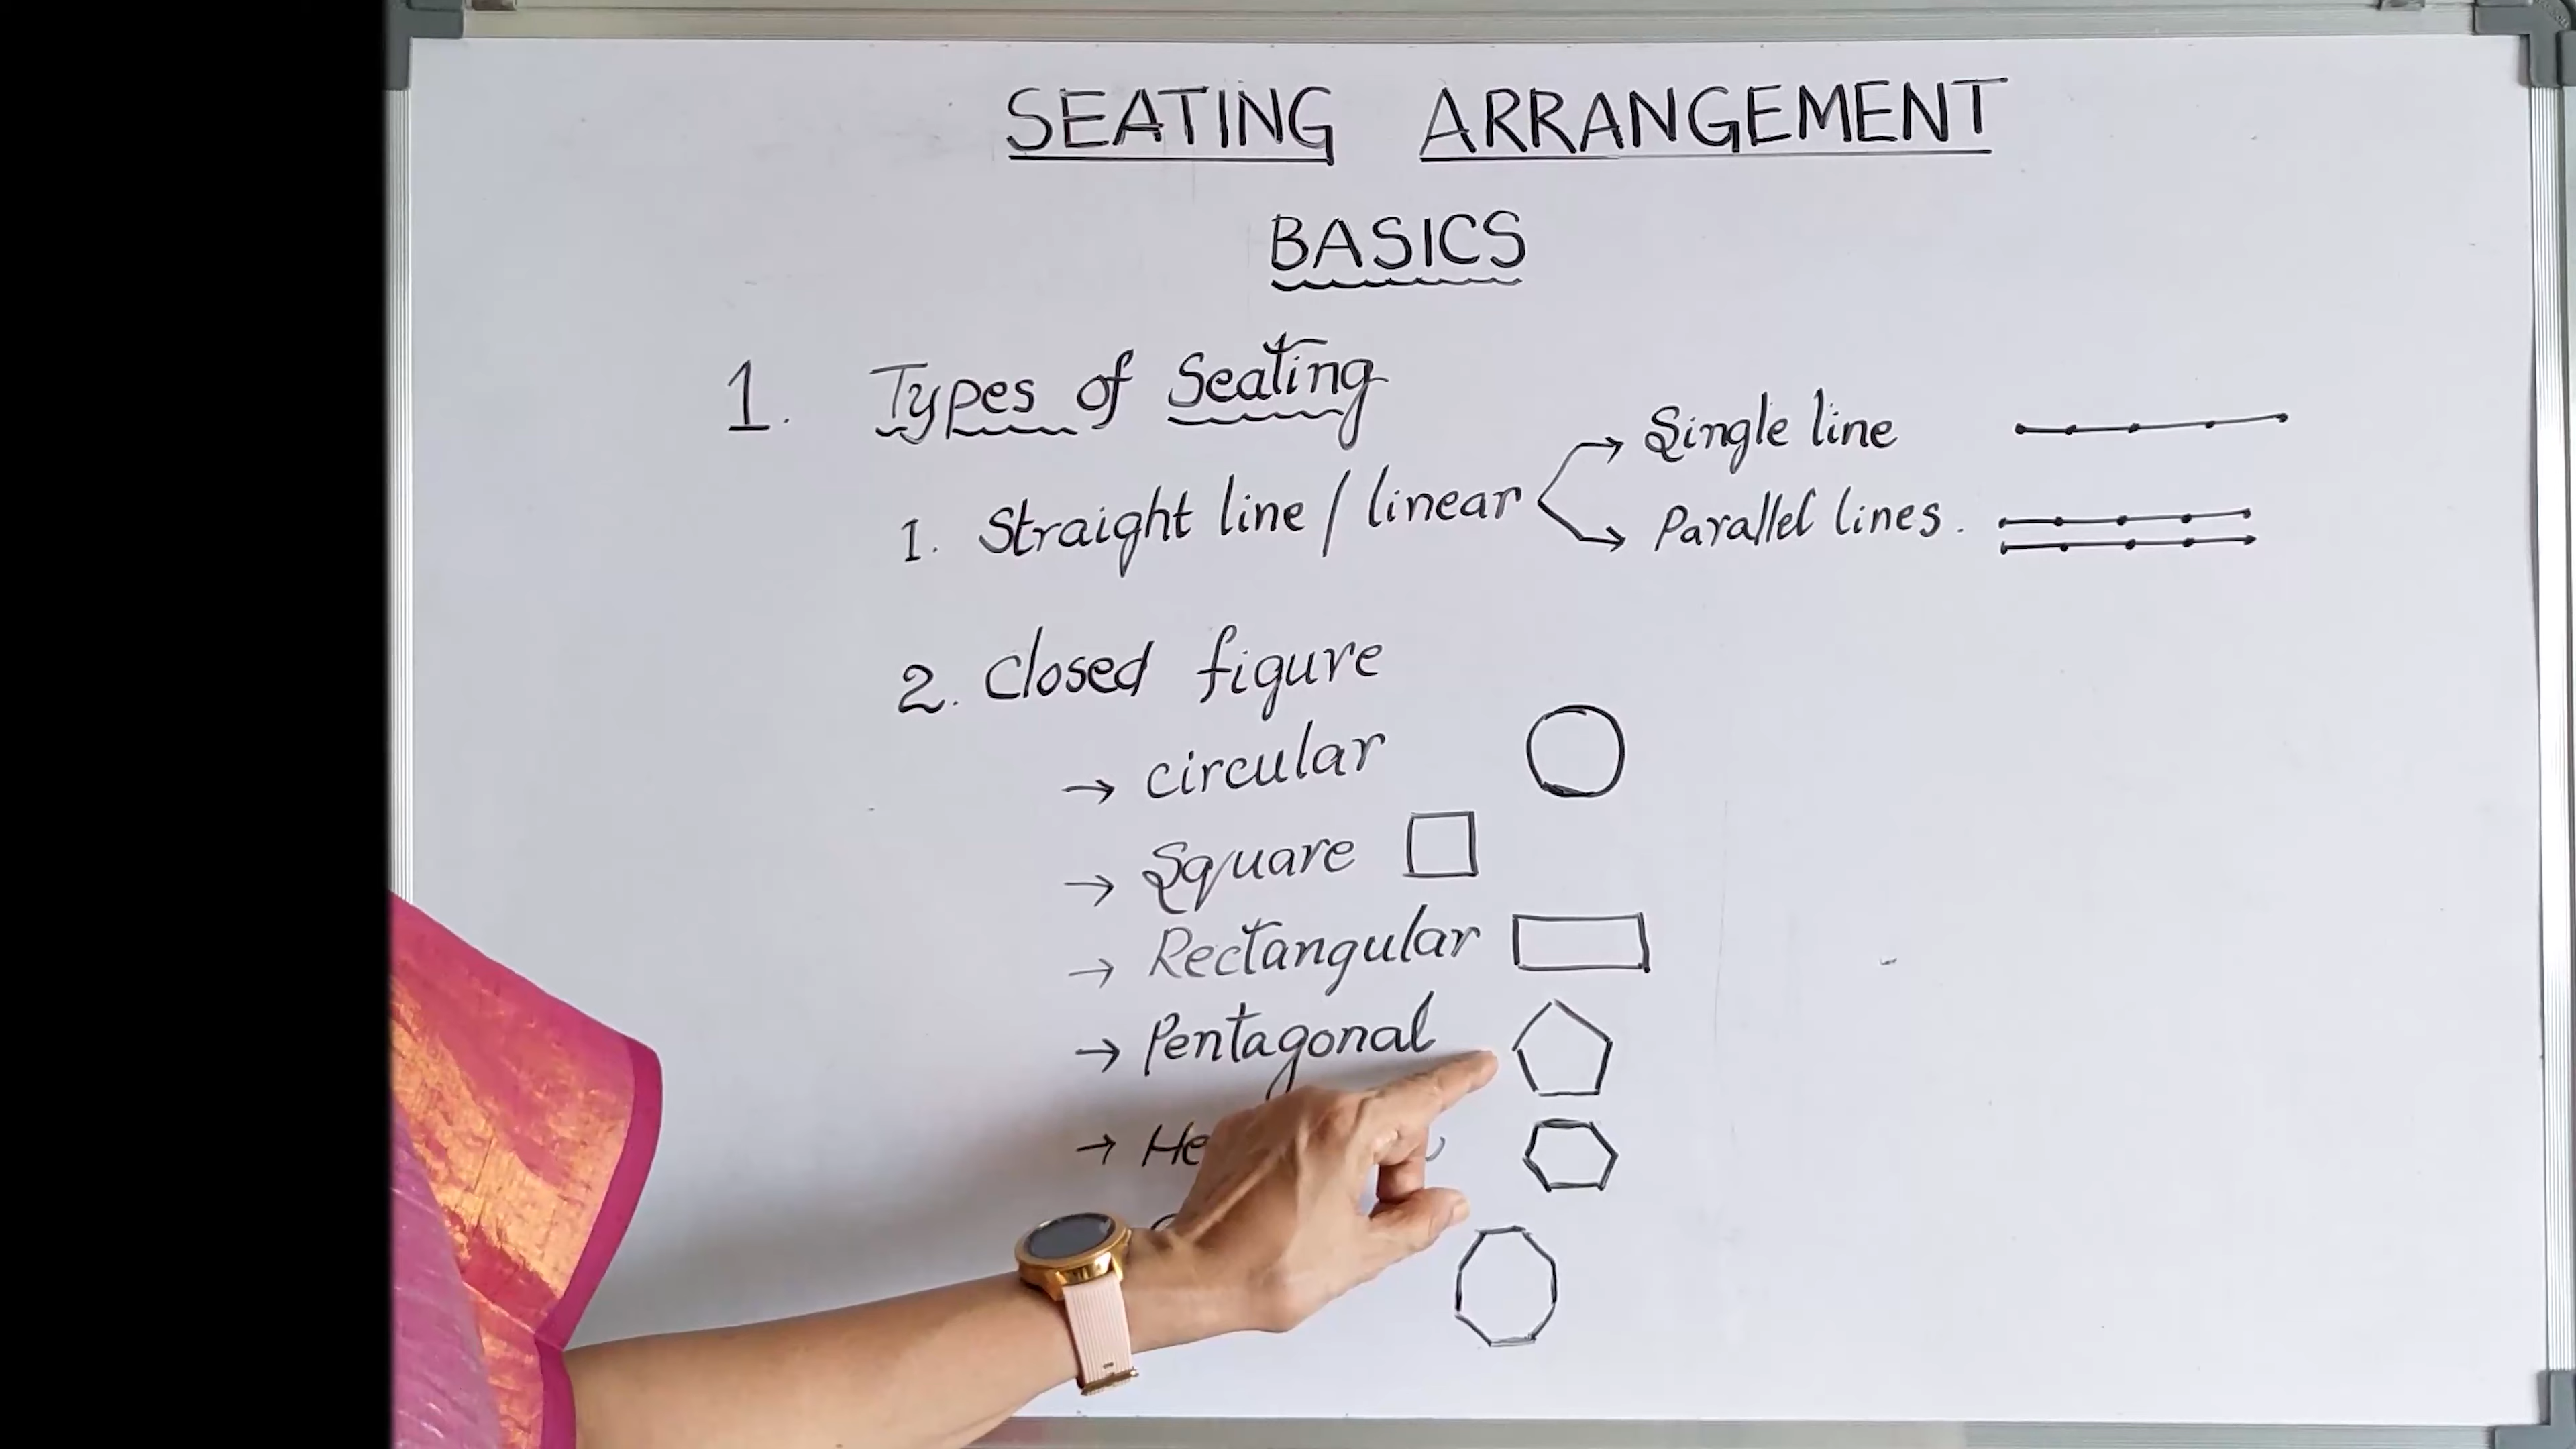 SEATING ARRANGEMENT
BASICS
1. Types of Seating
1. Straight line / linear → Single line
→ Parallel lines.
2. Closed figure
→ circular
→ Square
→ Rectangular
→ Pentagonal
→ He